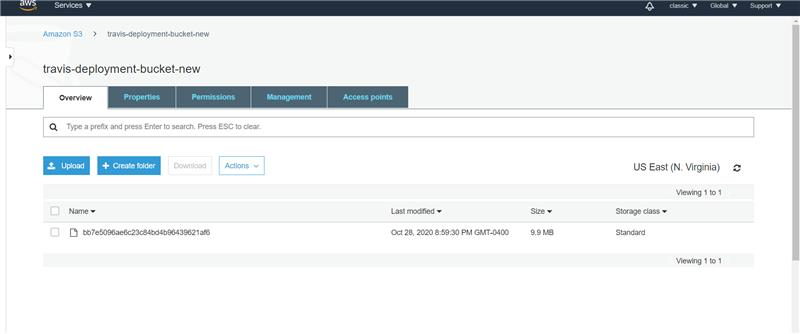 aws Services classic Global Support
Amazon S3 travis-deployment-bucket-new
travis-deployment-bucket-new
Overview Properties Permissions Management Access points
Type a prefix and press Enter to search. Press ESC to clear.
Upload Create folder Download Actions US East (N. Virginia)
Viewing 1 to 1
Name Last modified Size Storage class
bb7e5096ae6c23c84bd4b96439621af6 Oct 28, 2020 8:59:30 PM GMT-0400 9.9 MB Standard
Viewing 1 to 1